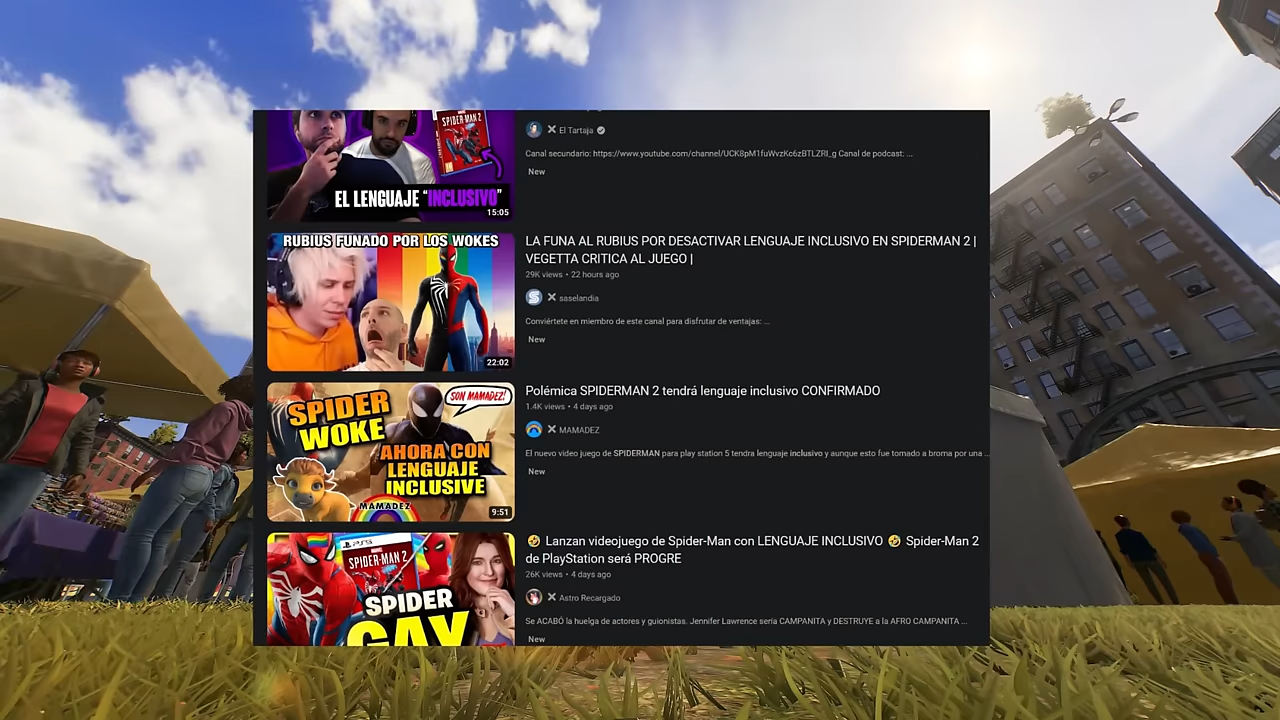 SPIDER-MAN 2
EL LENGUAJE "INCLUSIVO"
15:05
El Tartaja
Canal secundario: https://www.youtube.com/channel/UCK8pM1fuWvzKc6zBTLZRI_g Canal de podcast: ...
New
RUBIUS FUNADO POR LOS WOKES
22:02
LA FUNA AL RUBIUS POR DESACTIVAR LENGUAJE INCLUSIVO EN SPIDERMAN 2 |
VEGETTA CRITICA AL JUEGO |
29K views • 22 hours ago
saselandia
Conviértete en miembro de este canal para disfrutar de ventajas: ...
New
SPIDER
WOKE
SON MAMADEZ!
AHORA CON
LENGUAJE
INCLUSIVE
MAMADEZ
9:51
Polémica SPIDERMAN 2 tendrá lenguaje inclusivo CONFIRMADO
1.4K views • 4 days ago
MAMADEZ
El nuevo video juego de SPIDERMAN para play station 5 tendra lenguaje inclusivo y aunque esto fue tomado a broma por una ...
New
PS5
SPIDER-MAN 2
SPIDER
GAY
🤣 Lanzan videojuego de Spider-Man con LENGUAJE INCLUSIVO 🤣 Spider-Man 2
de PlayStation será PROGRE
26K views • 4 days ago
Astro Recargado
Se ACABÓ la huelga de actores y guionistas. Jennifer Lawrence sería CAMPANITA y DESTRUYE a la AFRO CAMPANITA ...
New